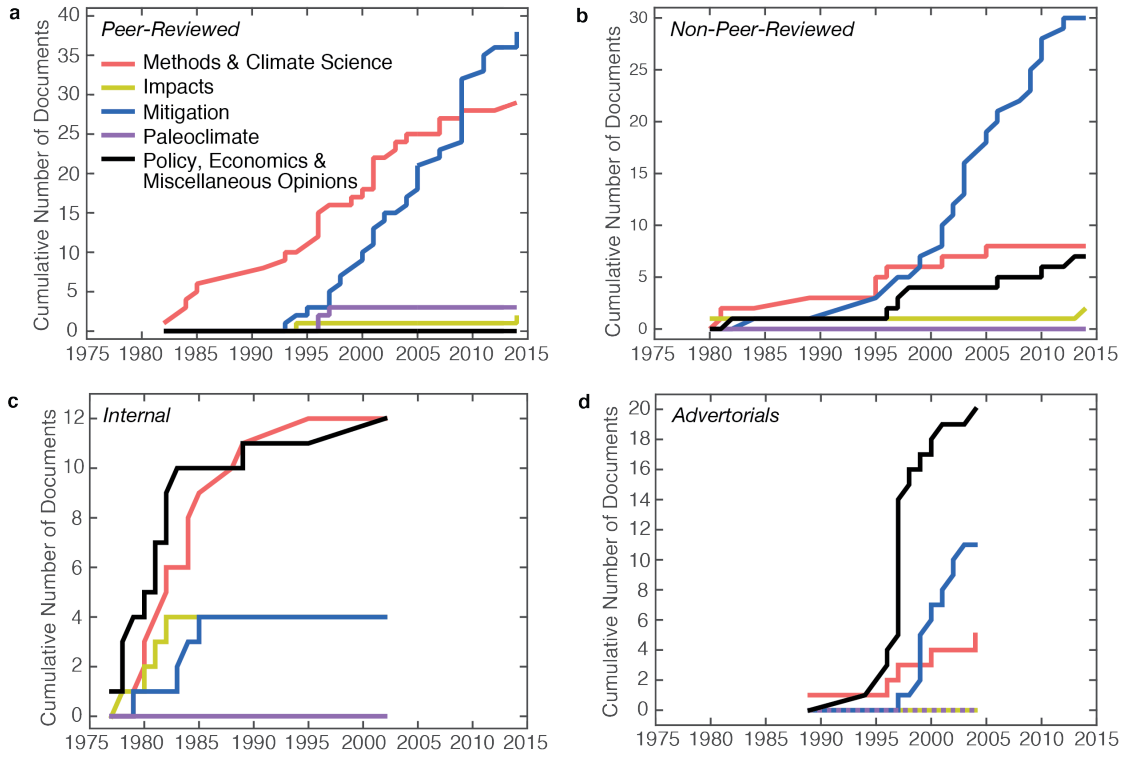 a
Peer-Reviewed
Cumulative Number of Documents
40
35
30
25
20
15
10
5
0
Methods & Climate Science
Impacts
Mitigation
Paleoclimate
Policy, Economics &
Miscellaneous Opinions
1975 1980 1985 1990 1995 2000 2005 2010 2015
b
Non-Peer-Reviewed
Cumulative Number of Documents
30
25
20
15
10
5
0
1975 1980 1985 1990 1995 2000 2005 2010 2015
c
Internal
Cumulative Number of Documents
12
10
8
6
4
2
0
1975 1980 1985 1990 1995 2000 2005 2010 2015
d
Advertorials
Cumulative Number of Documents
20
18
16
14
12
10
8
6
4
2
0
1975 1980 1985 1990 1995 2000 2005 2010 2015